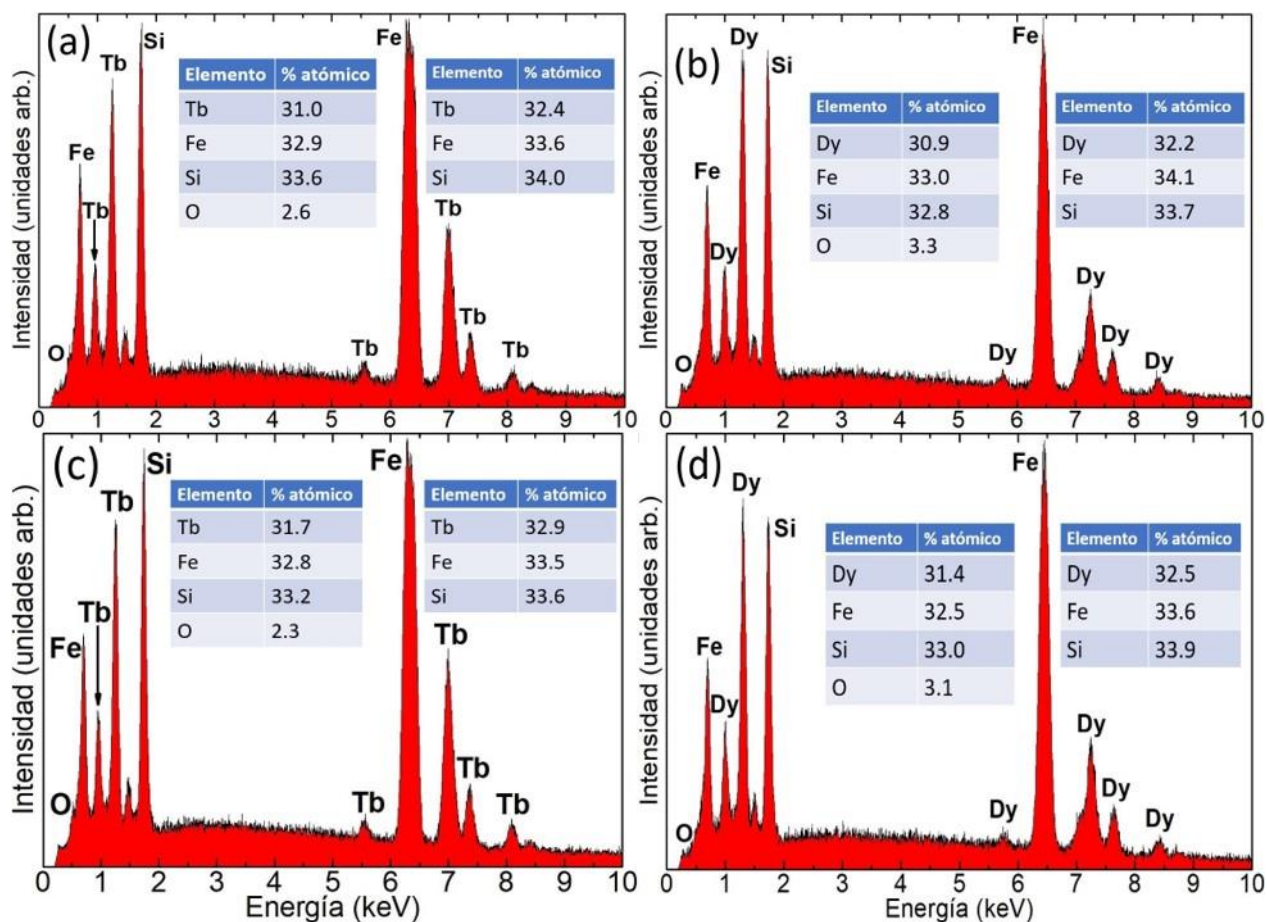 (a)
Intensidad (unidades arb.)
O
Fe
Tb
Tb
Si
Elemento % atómico
Tb 31.0
Fe 32.9
Si 33.6
O 2.6
Elemento % atómico
Tb 32.4
Fe 33.6
Si 34.0
Tb
Fe
Tb
Tb
Tb
0 1 2 3 4 5 6 7 8 9 10
(b)
Intensidad (unidades arb.)
O
Fe
Dy
Dy
Si
Elemento % atómico
Dy 30.9
Fe 33.0
Si 32.8
O 3.3
Elemento % atómico
Dy 32.2
Fe 34.1
Si 33.7
Dy
Fe
Dy
Dy
Dy
0 1 2 3 4 5 6 7 8 9 10
(c)
Intensidad (unidades arb.)
O
Fe
Tb
Tb
Si
Elemento % atómico
Tb 31.7
Fe 32.8
Si 33.2
O 2.3
Elemento % atómico
Tb 32.9
Fe 33.5
Si 33.6
Tb
Fe
Tb
Tb
Tb
0 1 2 3 4 5 6 7 8 9 10
Energía (keV)
(d)
Intensidad (unidades arb.)
O
Fe
Dy
Dy
Si
Elemento % atómico
Dy 31.4
Fe 32.5
Si 33.0
O 3.1
Elemento % atómico
Dy 32.5
Fe 33.6
Si 33.9
Dy
Fe
Dy
Dy
Dy
0 1 2 3 4 5 6 7 8 9 10
Energía (keV)